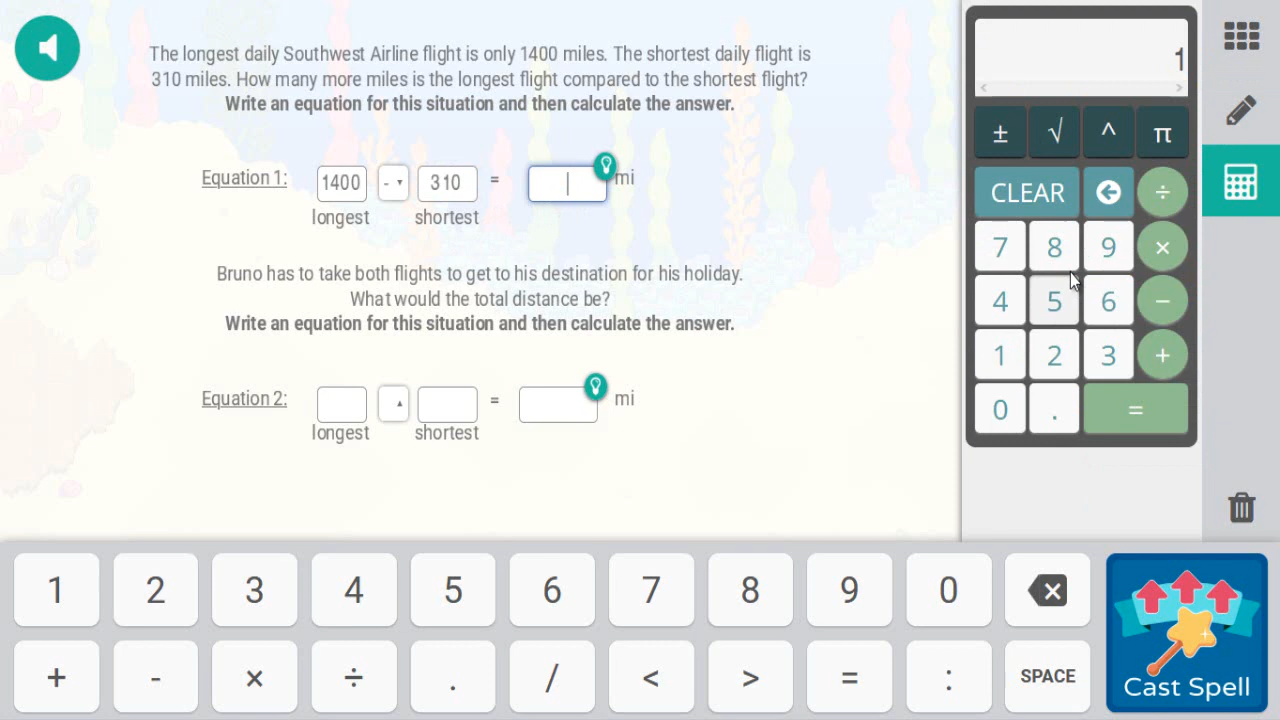 The longest daily Southwest Airline flight is only 1400 miles. The shortest daily flight is
310 miles. How many more miles is the longest flight compared to the shortest flight?
Write an equation for this situation and then calculate the answer.
Equation 1: 1400 - 310 = mi
longest shortest
Bruno has to take both flights to get to his destination for his holiday.
What would the total distance be?
Write an equation for this situation and then calculate the answer.
Equation 2: = mi
longest shortest
1
± √ ^ π
CLEAR ÷
7 8 9 ×
4 5 6 −
1 2 3 +
0 . =
1 2 3 4 5 6 7 8 9 0
+ - × ÷ . / < > = : SPACE
Cast Spell